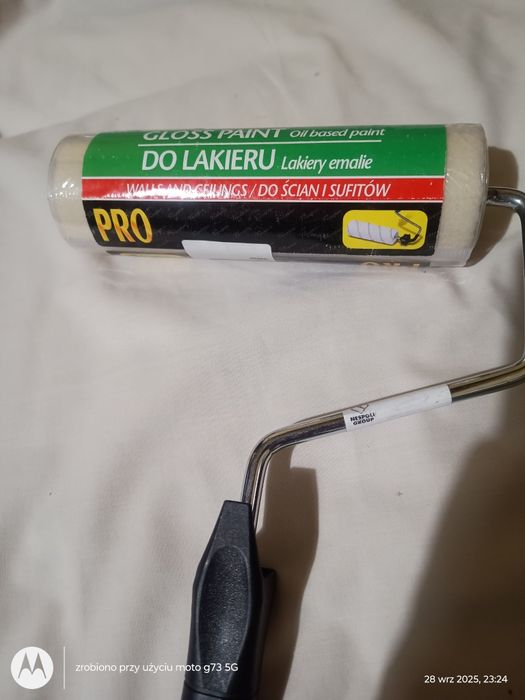 GLOSS PAINT Oil based paint
DO LAKIERU Lakiery emalie
WALLS AND CEILINGS / DO ŚCIAN I SUFITÓW
PRO
PRO
NESPOLI
GROUP
zrobiono przy użyciu moto g73 5G
28 wrz 2025, 23:24